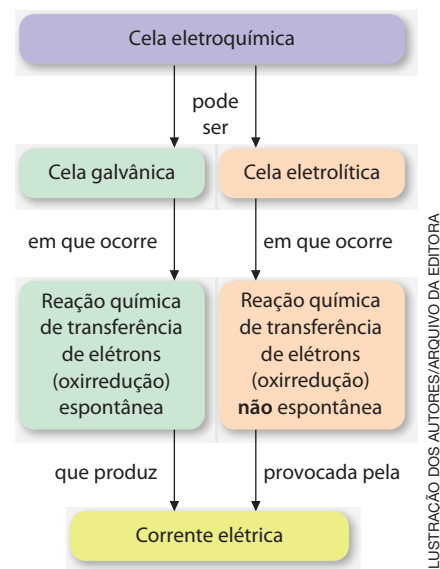 Cela eletroquímica
pode
ser
Cela galvânica
Cela eletrolítica
em que ocorre
em que ocorre
Reação química
de transferência
de elétrons
(oxirredução)
espontânea
Reação química
de transferência
de elétrons
(oxirredução)
não espontânea
que produz
provocada pela
Corrente elétrica
LUSTRAÇÃO DOS AUTORES/ARQUIVO DA EDITORA